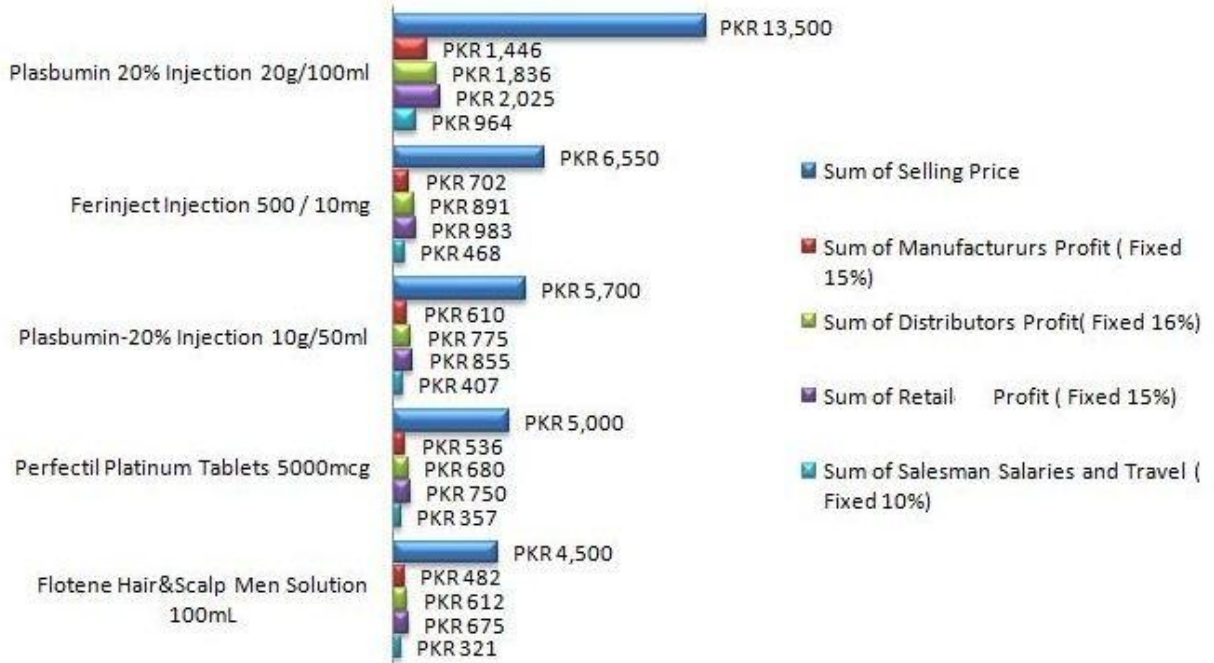 PKR 13,500
PKR 1,446
Plasbumin 20% Injection 20g/100ml
PKR 1,836
PKR 2,025
PKR 964
PKR 6,550
PKR 702
Ferinject Injection 500 / 10mg
PKR 891
PKR 983
PKR 468
PKR 5,700
PKR 610
Plasbumin-20% Injection 10g/50ml
PKR 775
PKR 855
PKR 407
PKR 5,000
PKR 536
Perfectil Platinum Tablets 5000mcg
PKR 680
PKR 750
PKR 357
PKR 4,500
PKR 482
Flotene Hair&Scalp Men Solution
100mL
PKR 612
PKR 675
PKR 321
Sum of Selling Price
Sum of Manufactururs Profit ( Fixed
15%)
Sum of Distributors Profit( Fixed 16%)
Sum of Retail Profit ( Fixed 15%)
Sum of Salesman Salaries and Travel (
Fixed 10%)